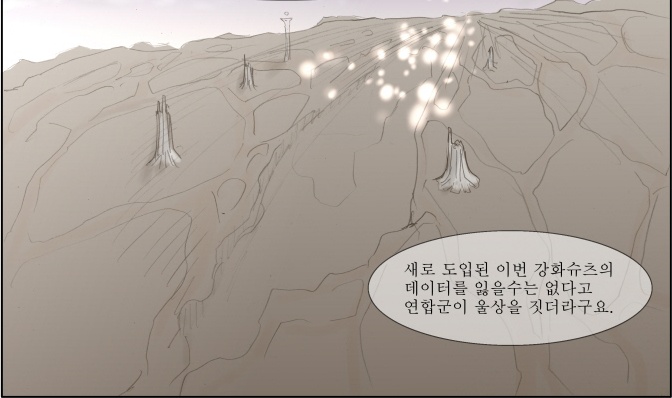 새로 도입된 이번 강화슈츠의
데이터를 잃을수는 없다고
연합군이 울상을 짓더라구요.